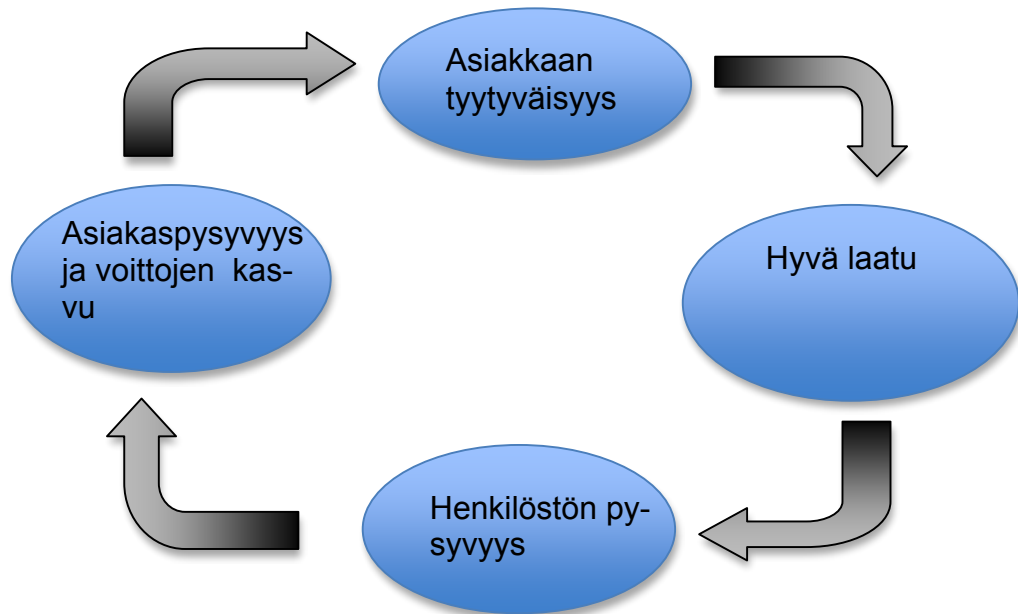 Asiakkaan
tyytyväisyys
Hyvä laatu
Henkilöstön py-
syvyys
Asiakaspysyvyys
ja voittojen  kas-
vu